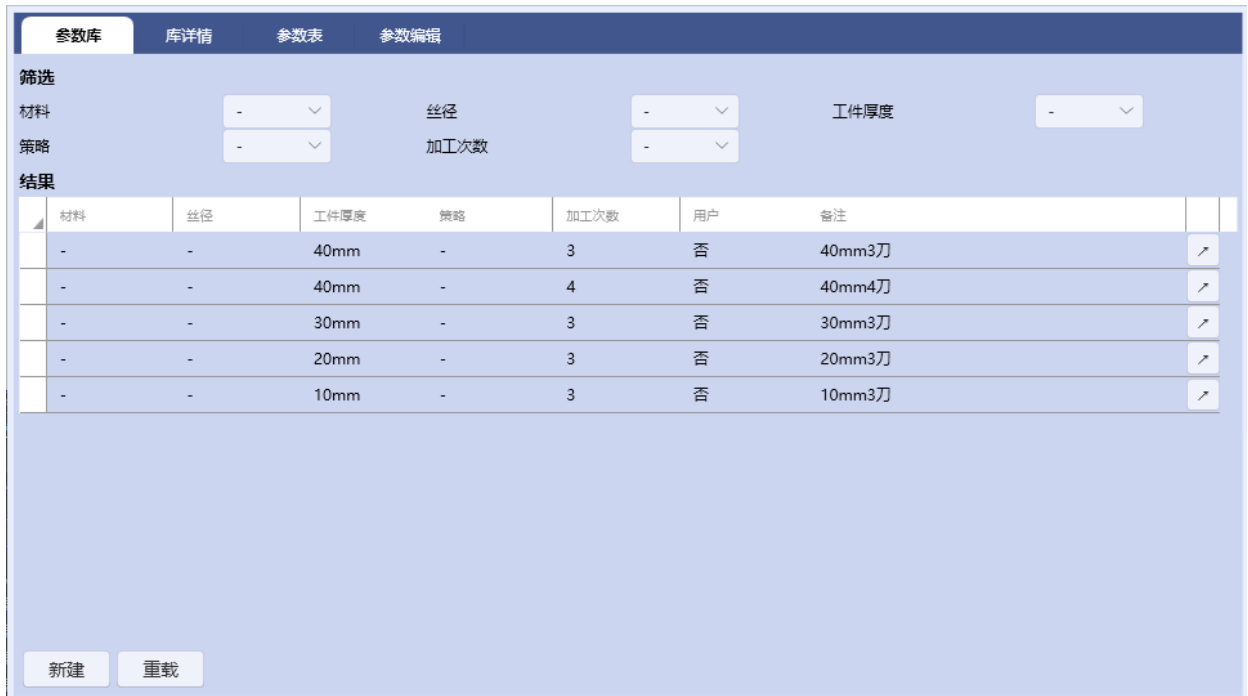 参数库 库详情 参数表 参数编辑
筛选
材料 - 丝径 - 工件厚度 -
策略 - 加工次数 -
结果
材料 丝径 工件厚度 策略 加工次数 用户 备注
- - 40mm - 3 否 40mm3刀
- - 40mm - 4 否 40mm4刀
- - 30mm - 3 否 30mm3刀
- - 20mm - 3 否 20mm3刀
- - 10mm - 3 否 10mm3刀
新建 重载